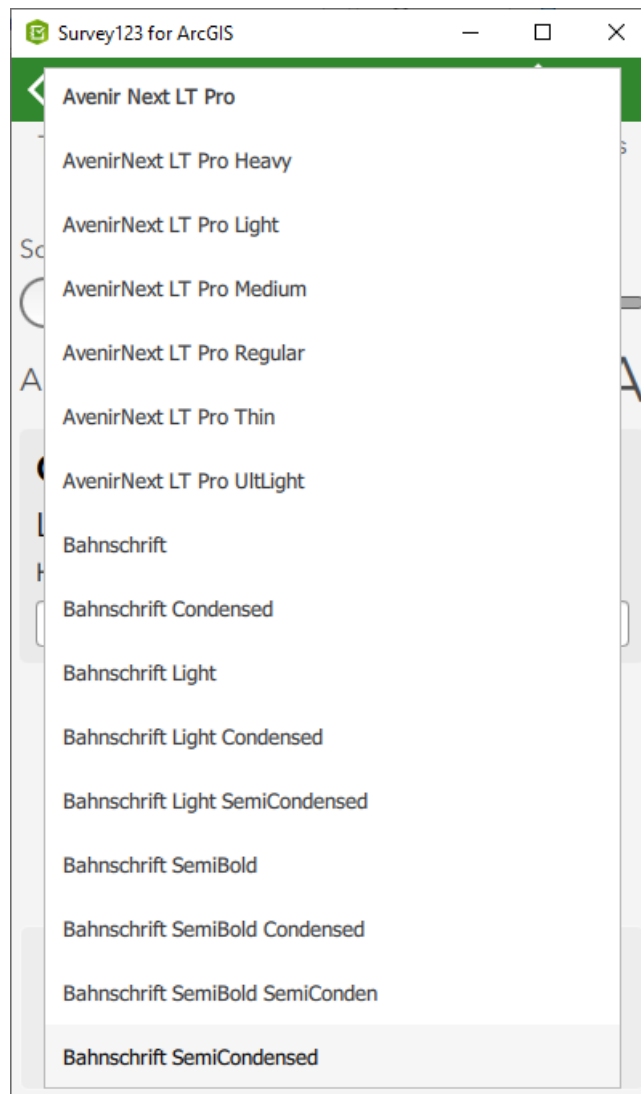 Survey123 for ArcGIS
Avenir Next LT Pro
AvenirNext LT Pro Heavy
AvenirNext LT Pro Light
AvenirNext LT Pro Medium
AvenirNext LT Pro Regular
AvenirNext LT Pro Thin
AvenirNext LT Pro UltLight
Bahnschrift
Bahnschrift Condensed
Bahnschrift Light
Bahnschrift Light Condensed
Bahnschrift Light SemiCondensed
Bahnschrift SemiBold
Bahnschrift SemiBold Condensed
Bahnschrift SemiBold SemiConden
Bahnschrift SemiCondensed